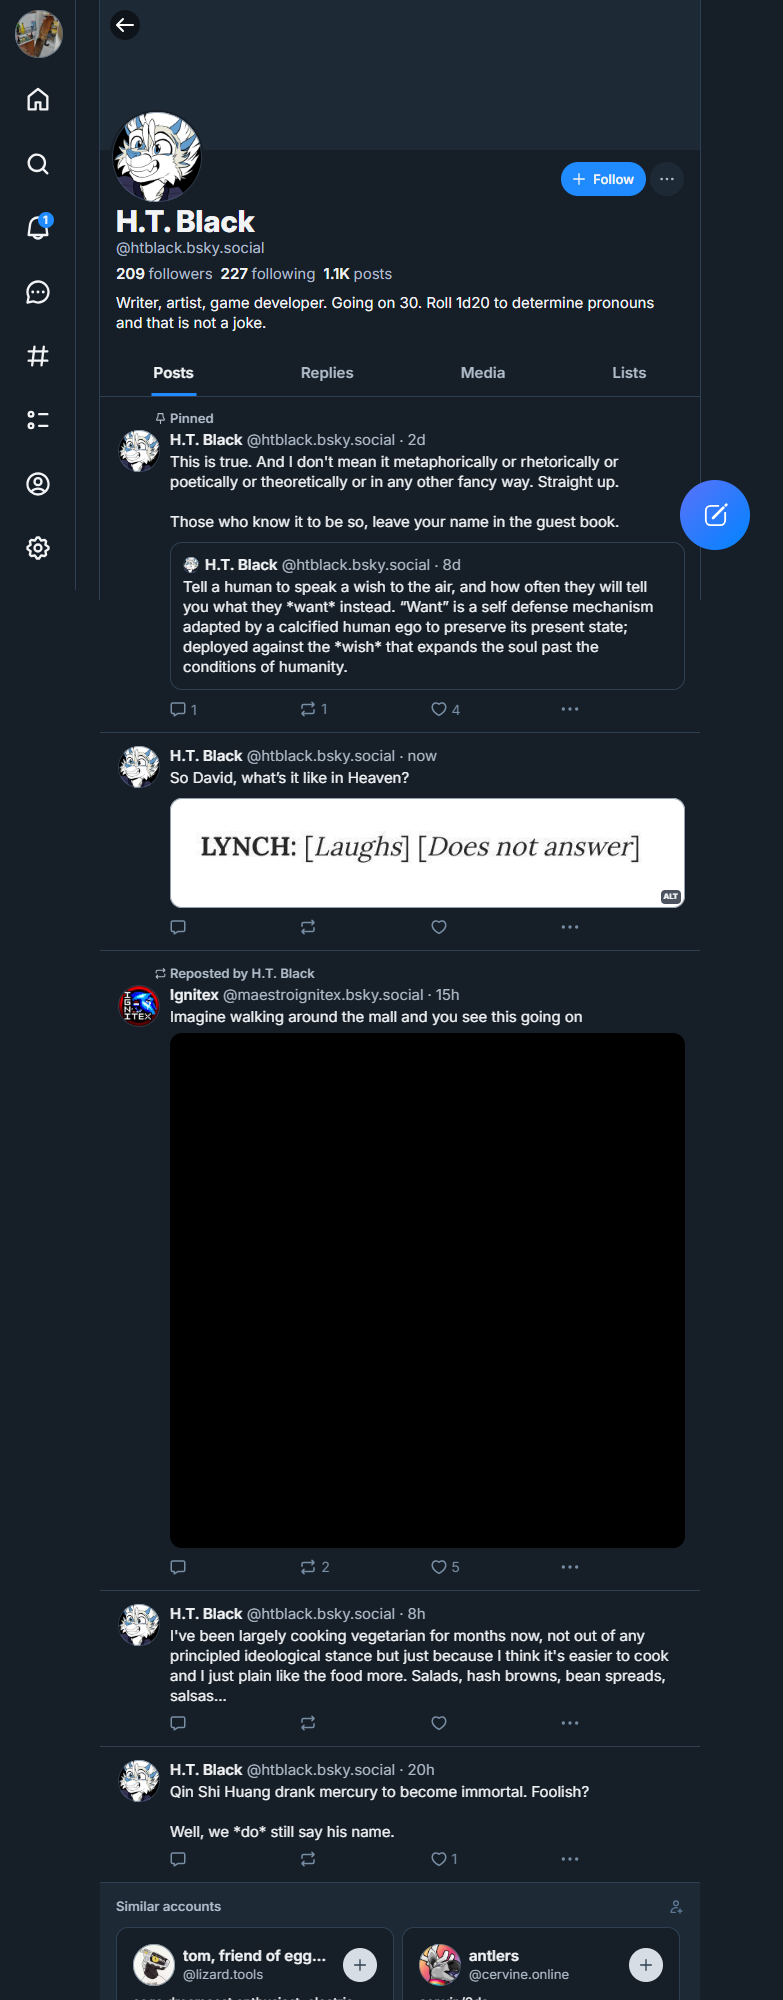 1
+ Follow
H.T. Black
@htblack.bsky.social
209 followers 227 following 1.1K posts
Writer, artist, game developer. Going on 30. Roll 1d20 to determine pronouns
and that is not a joke.
Posts Replies Media Lists
Pinned
H.T. Black @htblack.bsky.social · 2d
This is true. And I don't mean it metaphorically or rhetorically or
poetically or theoretically or in any other fancy way. Straight up.
Those who know it to be so, leave your name in the guest book.
H.T. Black @htblack.bsky.social · 8d
Tell a human to speak a wish to the air, and how often they will tell
you what they *want* instead. “Want” is a self defense mechanism
adapted by a calcified human ego to preserve its present state;
deployed against the *wish* that expands the soul past the
conditions of humanity.
1 1 4
H.T. Black @htblack.bsky.social · now
So David, what’s it like in Heaven?
LYNCH: [Laughs] [Does not answer]
ALT
Reposted by H.T. Black
Ignitex @maestroignitex.bsky.social · 15h
IGNITEX
Imagine walking around the mall and you see this going on
2 5
H.T. Black @htblack.bsky.social · 8h
I've been largely cooking vegetarian for months now, not out of any
principled ideological stance but just because I think it's easier to cook
and I just plain like the food more. Salads, hash browns, bean spreads,
salsas...
H.T. Black @htblack.bsky.social · 20h
Qin Shi Huang drank mercury to become immortal. Foolish?
Well, we *do* still say his name.
1
Similar accounts
tom, friend of egg...
@lizard.tools
antlers
@cervine.online